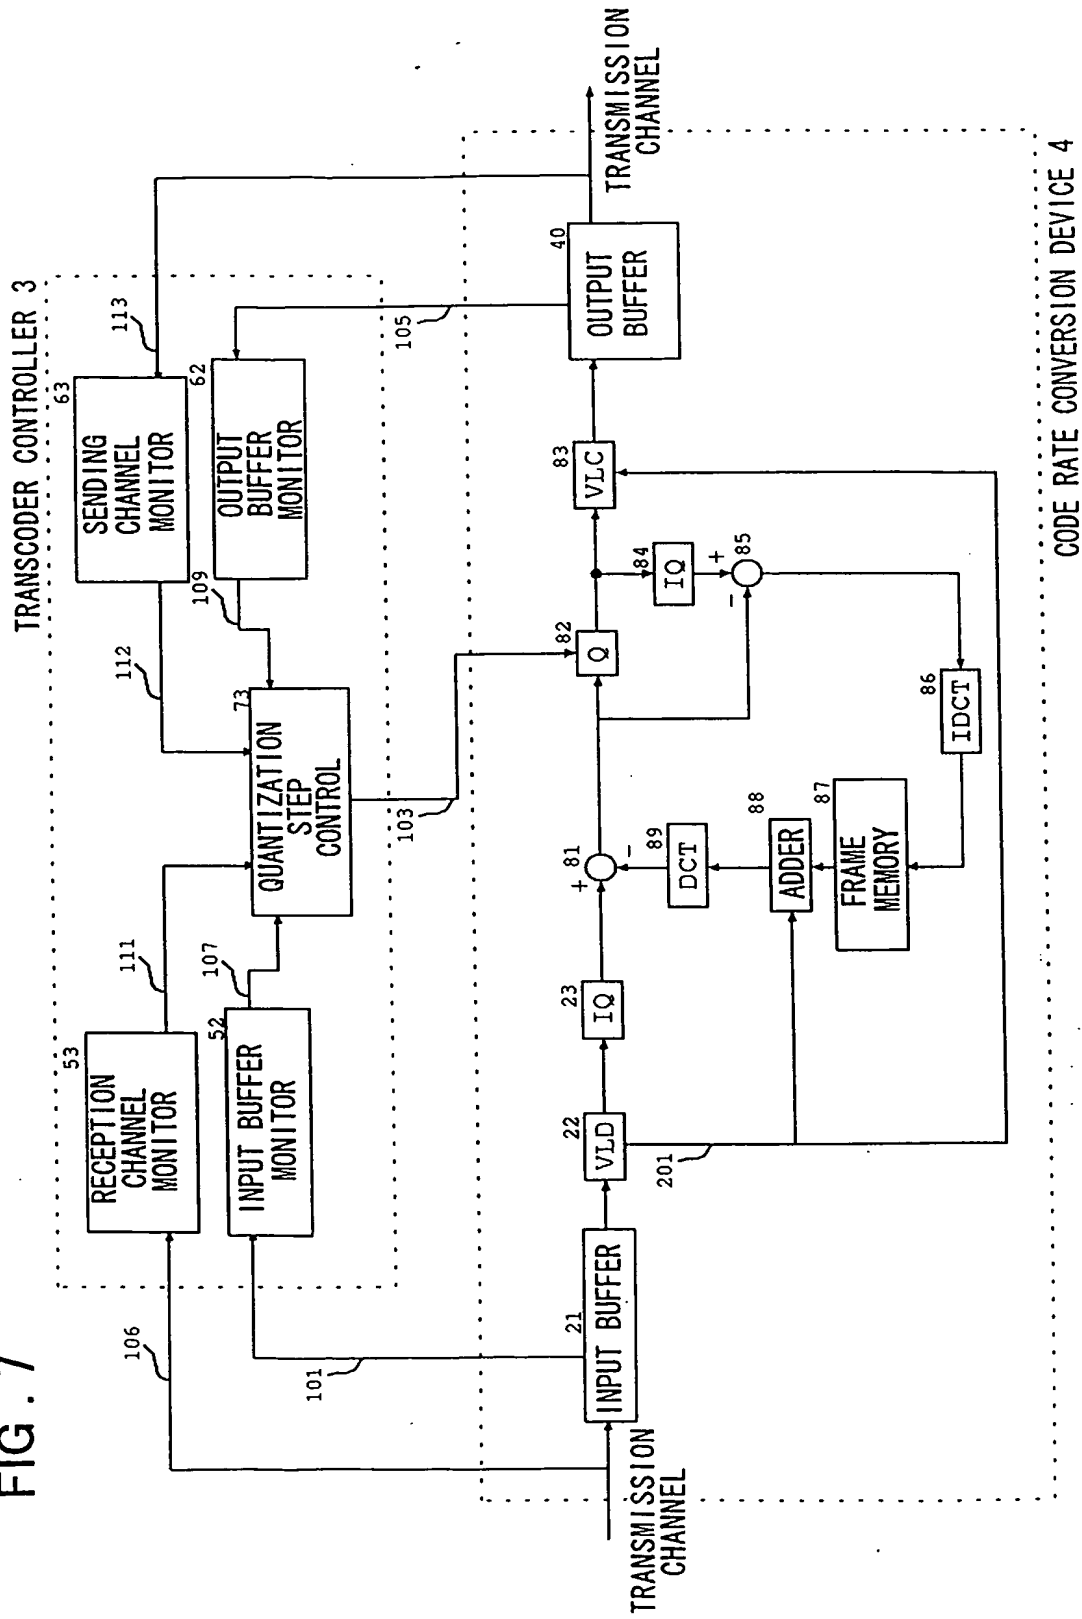 FIG. 7
TRANSCODER CONTROLLER 3
53
RECEPTION
CHANNEL
MONITOR
63
SENDING
CHANNEL
MONITOR
113
111
112
106
52
INPUT BUFFER
MONITOR
107
73
QUANTIZATION
STEP
CONTROL
109
62
OUTPUT
BUFFER
MONITOR
101
103
105
TRANSMISSION
CHANNEL
21
INPUT BUFFER
22
VLD
23
IQ
+
81
-
82
Q
83
VLC
40
OUTPUT
BUFFER
TRANSMISSION
CHANNEL
201
89
DCT
84
IQ
+
85
-
88
ADDER
87
FRAME
MEMORY
86
IDCT
CODE RATE CONVERSION DEVICE 4